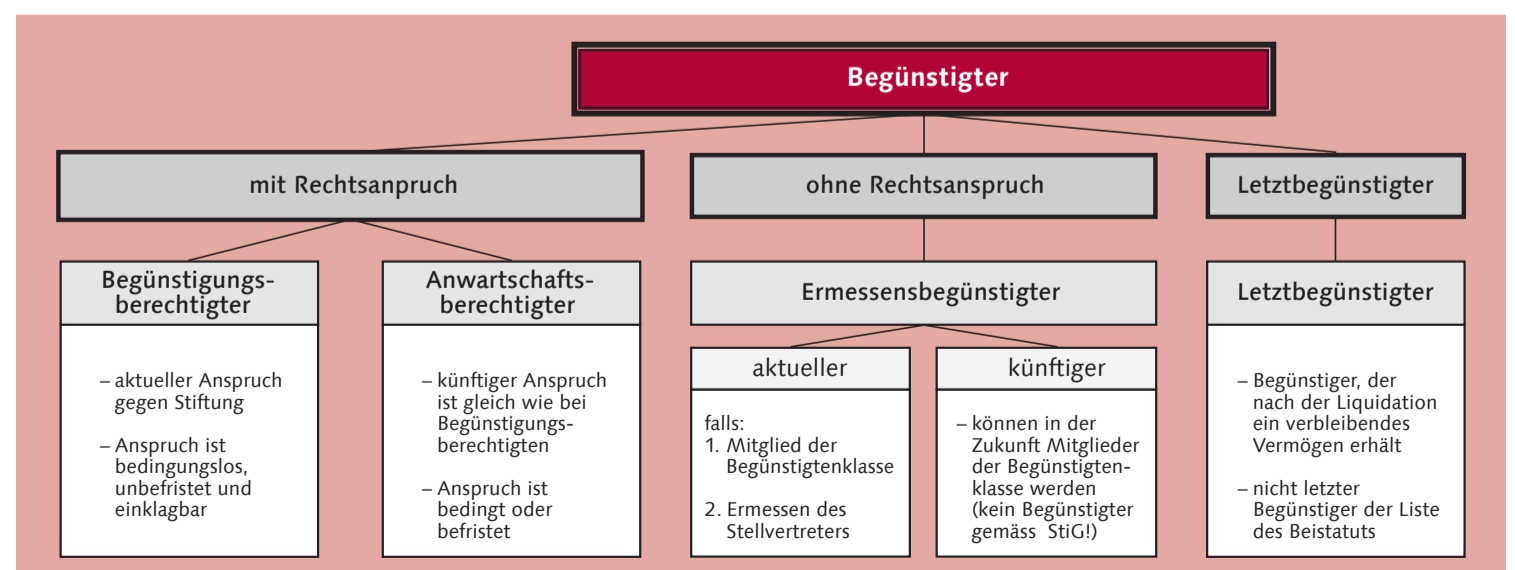 Begünstigter
mit Rechtsanpruch
ohne Rechtsanspruch
Letztbegünstigter
Begünstigungs-
berechtigter
– aktueller Anspruch
gegen Stiftung
– Anspruch ist
bedingungslos,
unbefristet und
einklagbar
Anwartschafts-
berechtigter
– künftiger Anspruch
ist gleich wie bei
Begünstigungs-
berechtigten
– Anspruch ist
bedingt oder
befristet
Ermessensbegünstigter
aktueller
falls:
1. Mitglied der
Begünstigtenklasse
2. Ermessen des
Stellvertreters
künftiger
– können in der
Zukunft Mitglieder
der Begünstigten-
klasse werden
(kein Begünstigter
gemäss StiG!)
Letztbegünstigter
– Begünstiger, der
nach der Liquidation
ein verbleibendes
Vermögen erhält
– nicht letzter
Begünstiger der Liste
des Beistatuts